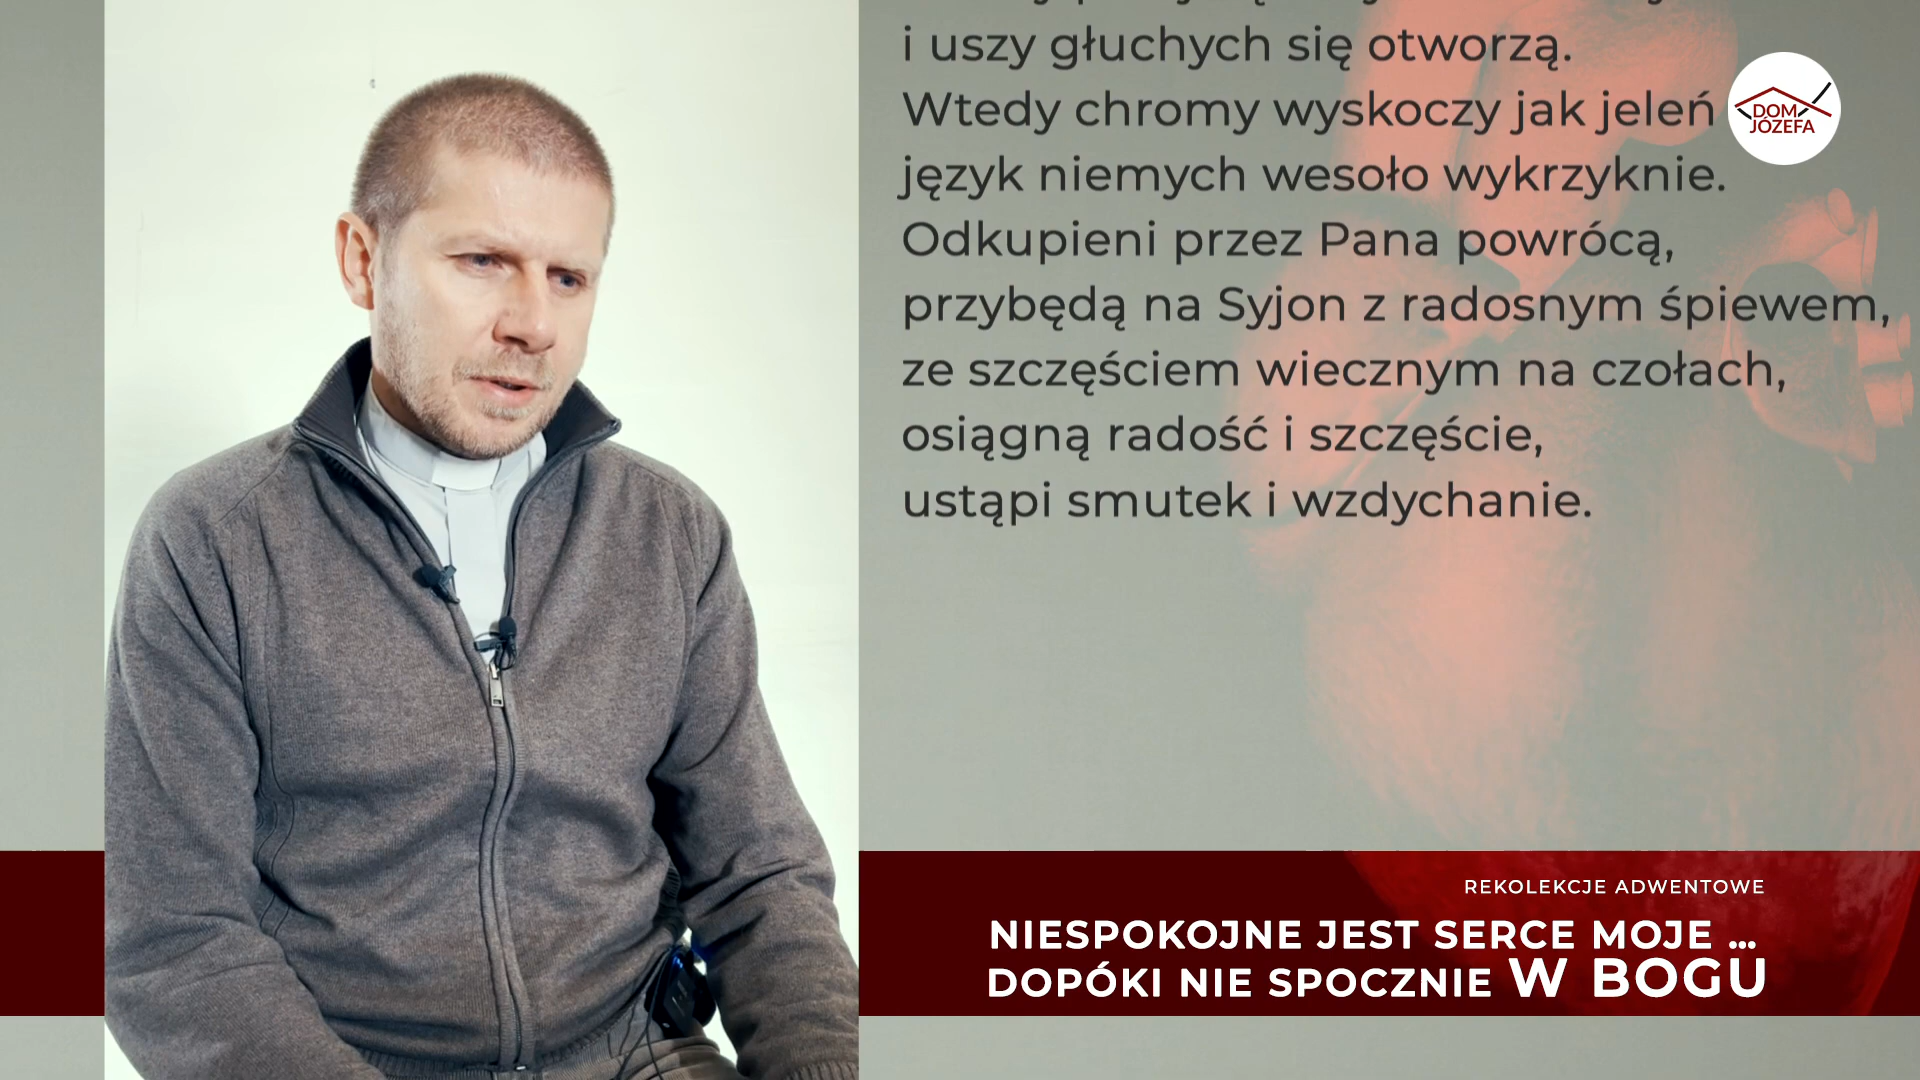 i uszy głuchych się otworzą.
Wtedy chromy wyskoczy jak jeleń
język niemych wesoło wykrzyknie.
Odkupieni przez Pana powrócą,
przybędą na Syjon z radosnym śpiewem,
ze szczęściem wiecznym na czołach,
osiągną radość i szczęście,
ustąpi smutek i wzdychanie.
DOM
JÓZEFA
REKOLEKCJE ADWENTOWE
NIESPOKOJNE JEST SERCE MOJE ...
DOPÓKI NIE SPOCZNIE W BOGU